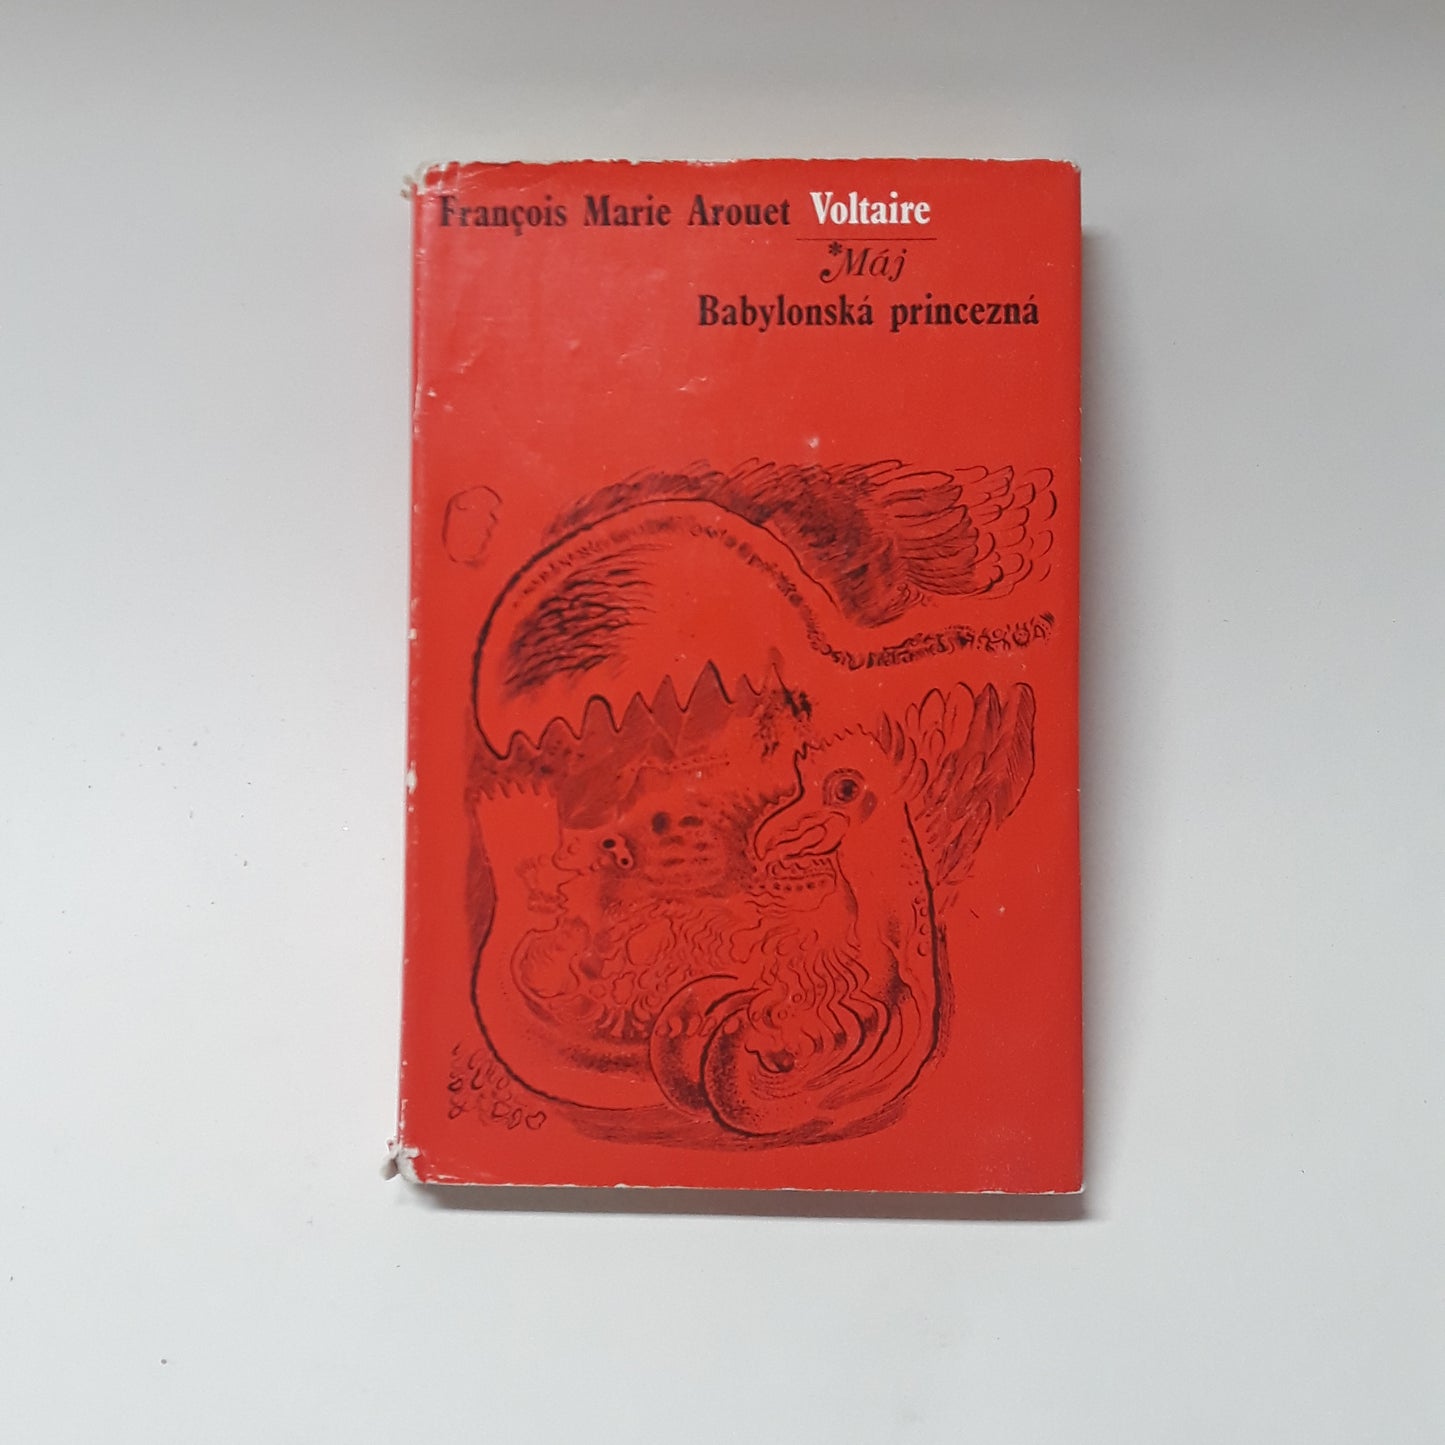 François Marie Arouet Voltaire
*Máj
Babylonská princezná